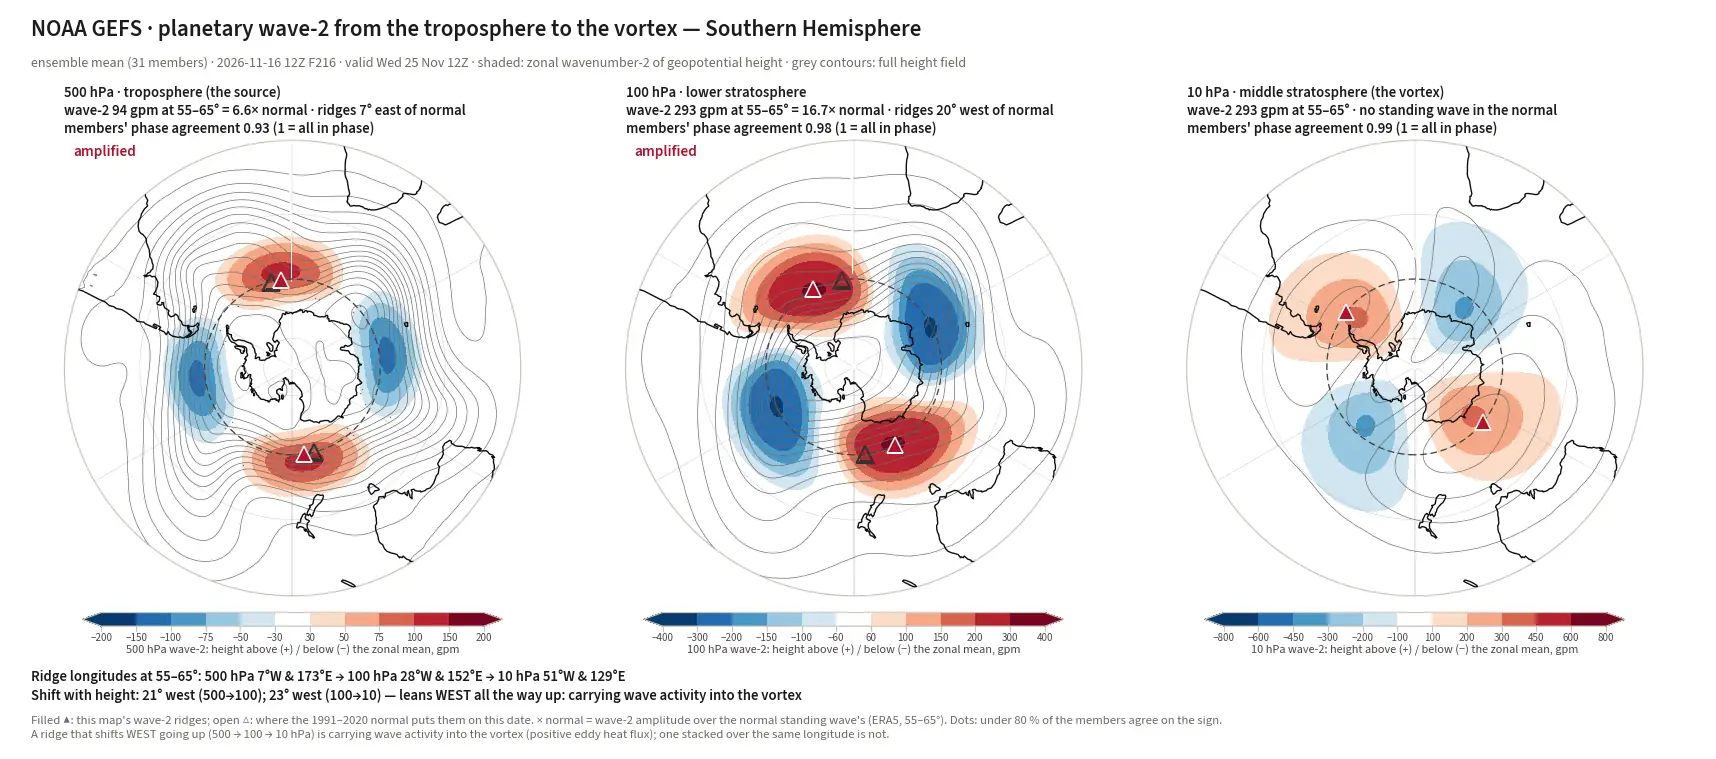 NOAA GEFS · planetary wave-2 from the troposphere to the vortex — Southern Hemisphere
ensemble mean (31 members) · 2026-11-16 12Z F216 · valid Wed 25 Nov 12Z · shaded: zonal wavenumber-2 of geopotential height · grey contours: full height field
500 hPa · troposphere (the source)
wave-2 94 gpm at 55–65° = 6.6× normal · ridges 7° east of normal
members' phase agreement 0.93 (1 = all in phase)
amplified
100 hPa · lower stratosphere
wave-2 293 gpm at 55–65° = 16.7× normal · ridges 20° west of normal
members' phase agreement 0.98 (1 = all in phase)
amplified
10 hPa · middle stratosphere (the vortex)
wave-2 293 gpm at 55–65° · no standing wave in the normal
members' phase agreement 0.99 (1 = all in phase)
−200 −150 −100 −75 −50 −30 30 50 75 100 150 200
500 hPa wave-2: height above (+) / below (−) the zonal mean, gpm
−400 −300 −200 −150 −100 −60 60 100 150 200 300 400
100 hPa wave-2: height above (+) / below (−) the zonal mean, gpm
−800 −600 −450 −300 −200 −100 100 200 300 450 600 800
10 hPa wave-2: height above (+) / below (−) the zonal mean, gpm
Ridge longitudes at 55–65°: 500 hPa 7°W & 173°E → 100 hPa 28°W & 152°E → 10 hPa 51°W & 129°E
Shift with height: 21° west (500→100); 23° west (100→10) — leans WEST all the way up: carrying wave activity into the vortex
Filled ▲: this map's wave-2 ridges; open △: where the 1991–2020 normal puts them on this date. × normal = wave-2 amplitude over the normal standing wave's (ERA5, 55–65°). Dots: under 80 % of the members agree on the sign.
A ridge that shifts WEST going up (500 → 100 → 10 hPa) is carrying wave activity into the vortex (positive eddy heat flux); one stacked over the same longitude is not.